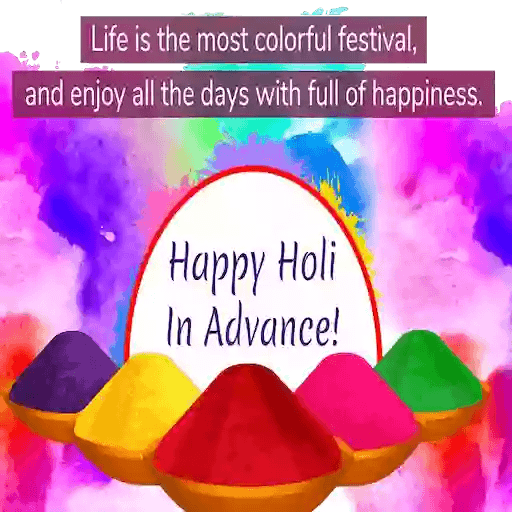 Life is the most colorful festival,
and enjoy all the days with full of happiness.
Happy Holi
In Advance!